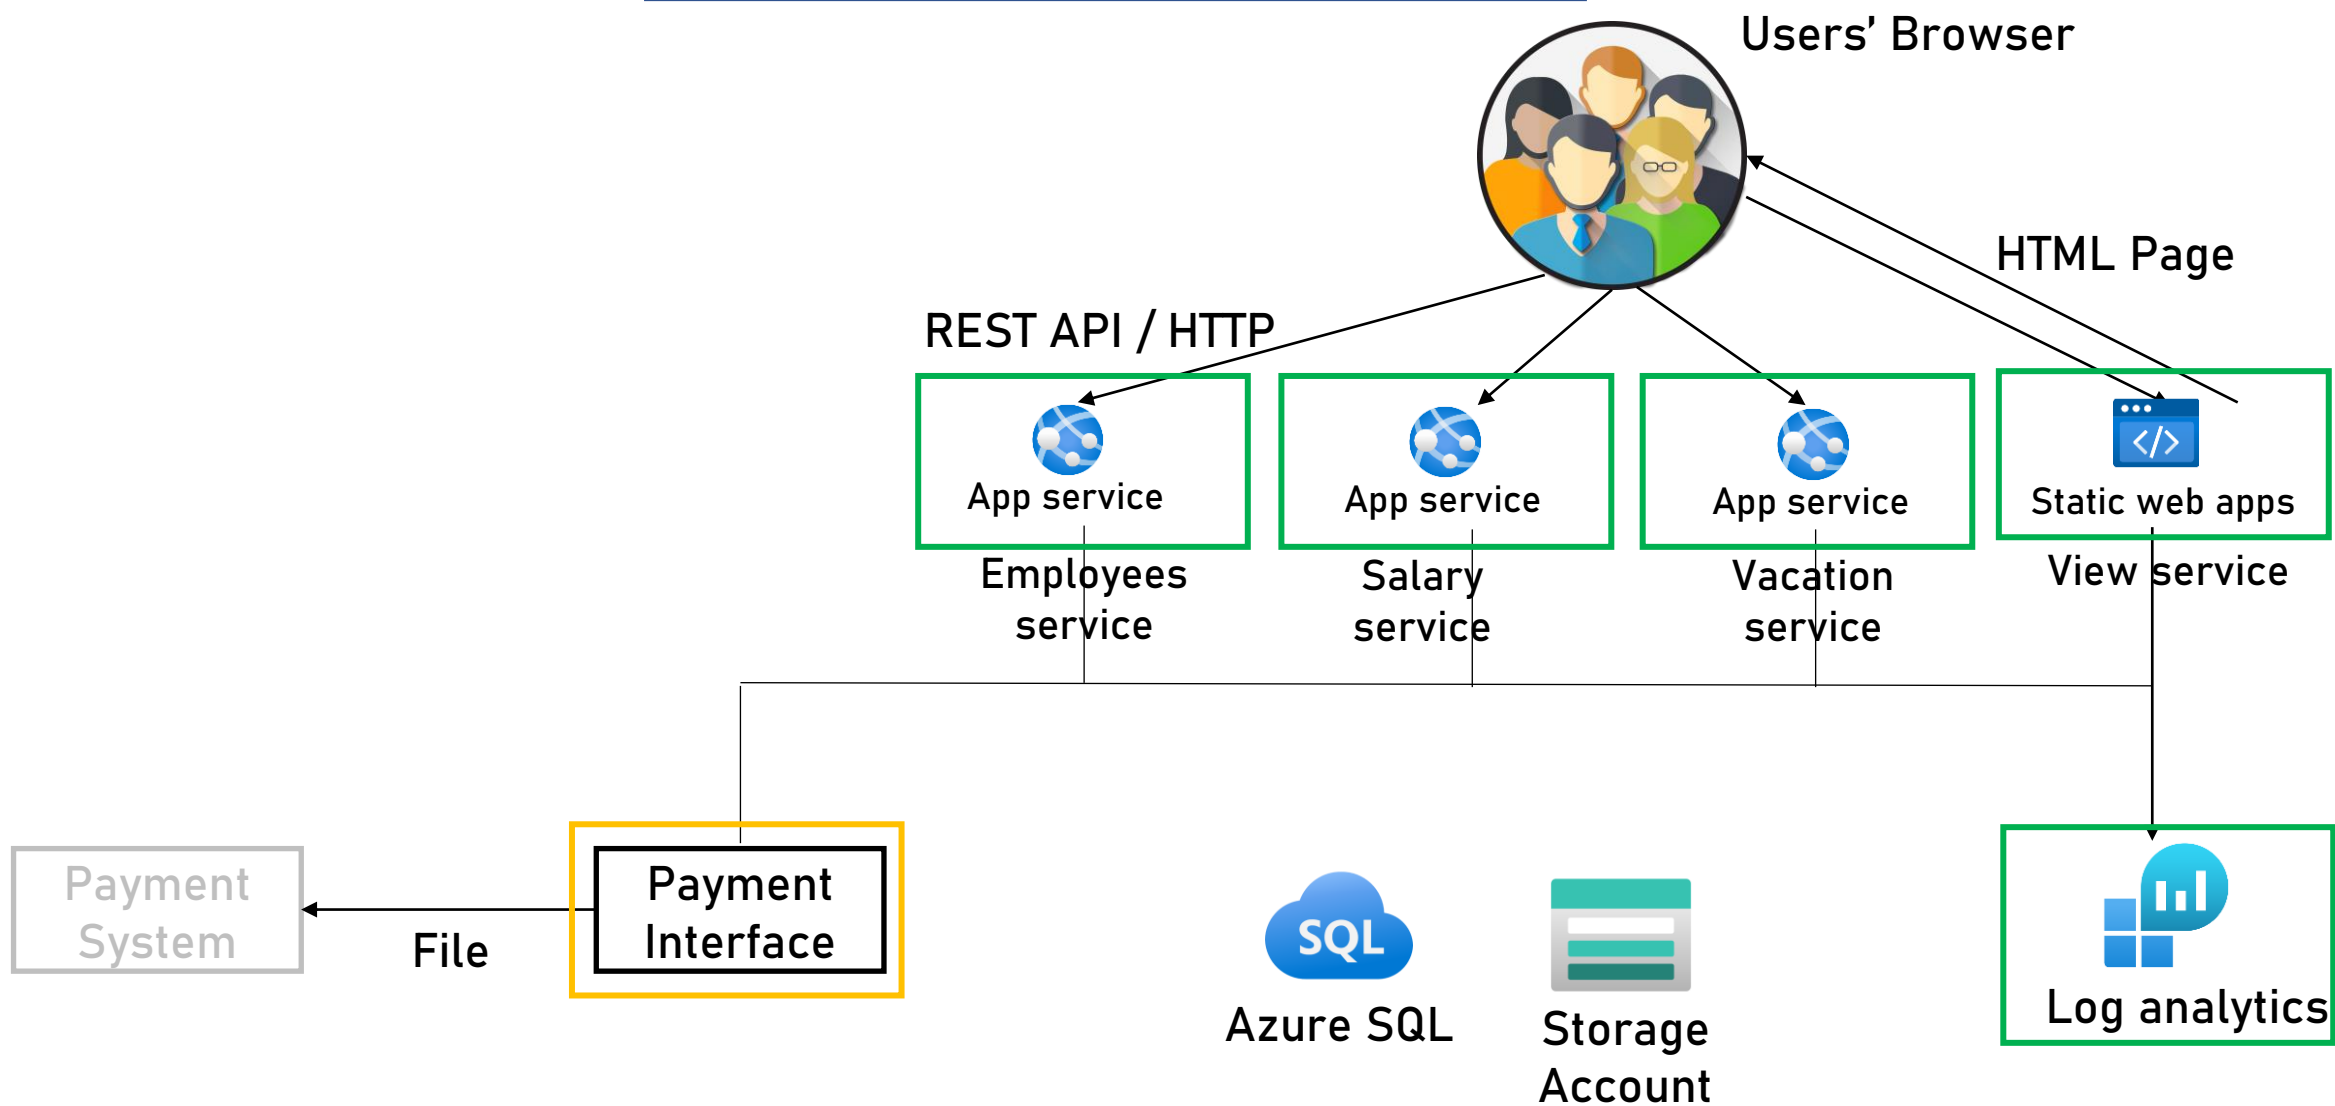 Users’ Browser
HTML Page
REST API / HTTP
App service
App service
App service
Static web apps
Employees
service
Salary
service
Vacation
service
View service
Payment
System
File
Payment
Interface
SQL
Azure SQL
Storage
Account
Log analytics